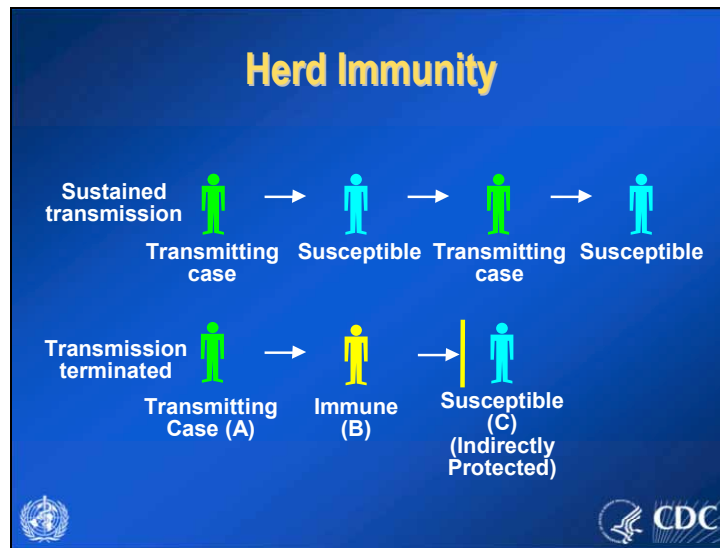 Herd Immunity
Sustained
transmission
Transmitting
case
Susceptible
Transmitting
case
Susceptible
Transmission
terminated
Transmitting
Case (A)
Immune
(B)
Susceptible
(C)
(Indirectly
Protected)
CDC